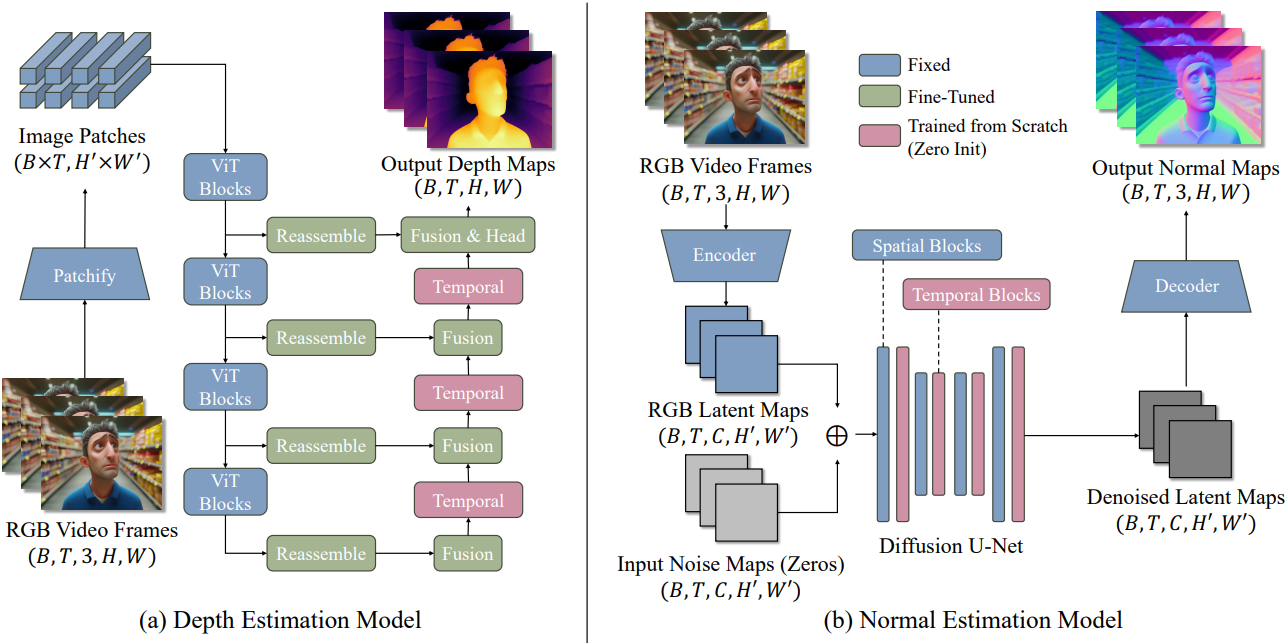 Image Patches
(B×T, H′×W′)
Patchify
RGB Video Frames
(B, T, 3, H, W)
ViT
Blocks
ViT
Blocks
ViT
Blocks
ViT
Blocks
Reassemble
Reassemble
Reassemble
Reassemble
Output Depth Maps
(B, T, H, W)
Fusion & Head
Temporal
Fusion
Temporal
Fusion
Temporal
Fusion
(a) Depth Estimation Model
RGB Video Frames
(B, T, 3, H, W)
Encoder
RGB Latent Maps
(B, T, C, H′, W′)
Input Noise Maps (Zeros)
(B, T, C, H′, W′)
Fixed
Fine-Tuned
Trained from Scratch
(Zero Init)
Spatial Blocks
Temporal Blocks
Diffusion U-Net
Output Normal Maps
(B, T, 3, H, W)
Decoder
Denoised Latent Maps
(B, T, C, H′, W′)
(b) Normal Estimation Model